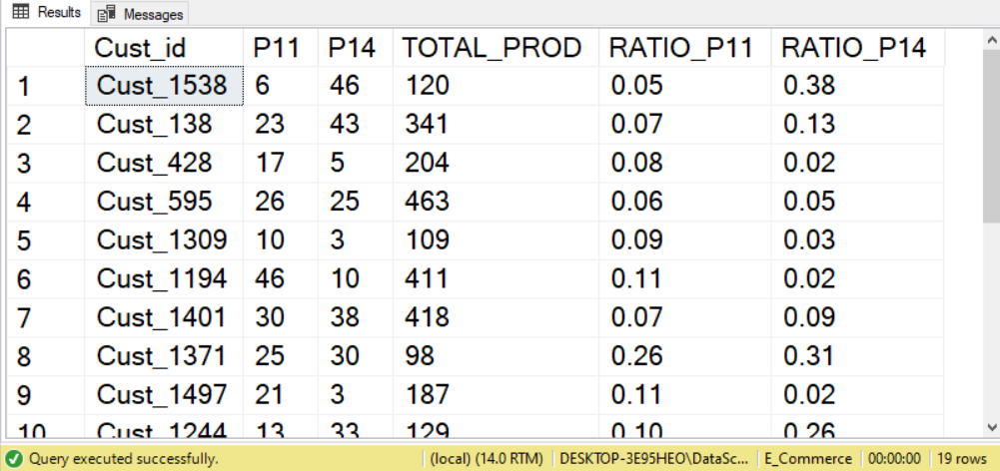 Results Messages
Cust_id P11 P14 TOTAL_PROD RATIO_P11 RATIO_P14
1 Cust_1538 6 46 120 0.05 0.38
2 Cust_138 23 43 341 0.07 0.13
3 Cust_428 17 5 204 0.08 0.02
4 Cust_595 26 25 463 0.06 0.05
5 Cust_1309 10 3 109 0.09 0.03
6 Cust_1194 46 10 411 0.11 0.02
7 Cust_1401 30 38 418 0.07 0.09
8 Cust_1371 25 30 98 0.26 0.31
9 Cust_1497 21 3 187 0.11 0.02
10 Cust_1244 13 33 129 0.10 0.26
Query executed successfully. (local) (14.0 RTM) DESKTOP-3E95HEO\DataSc... E_Commerce 00:00:00 19 rows